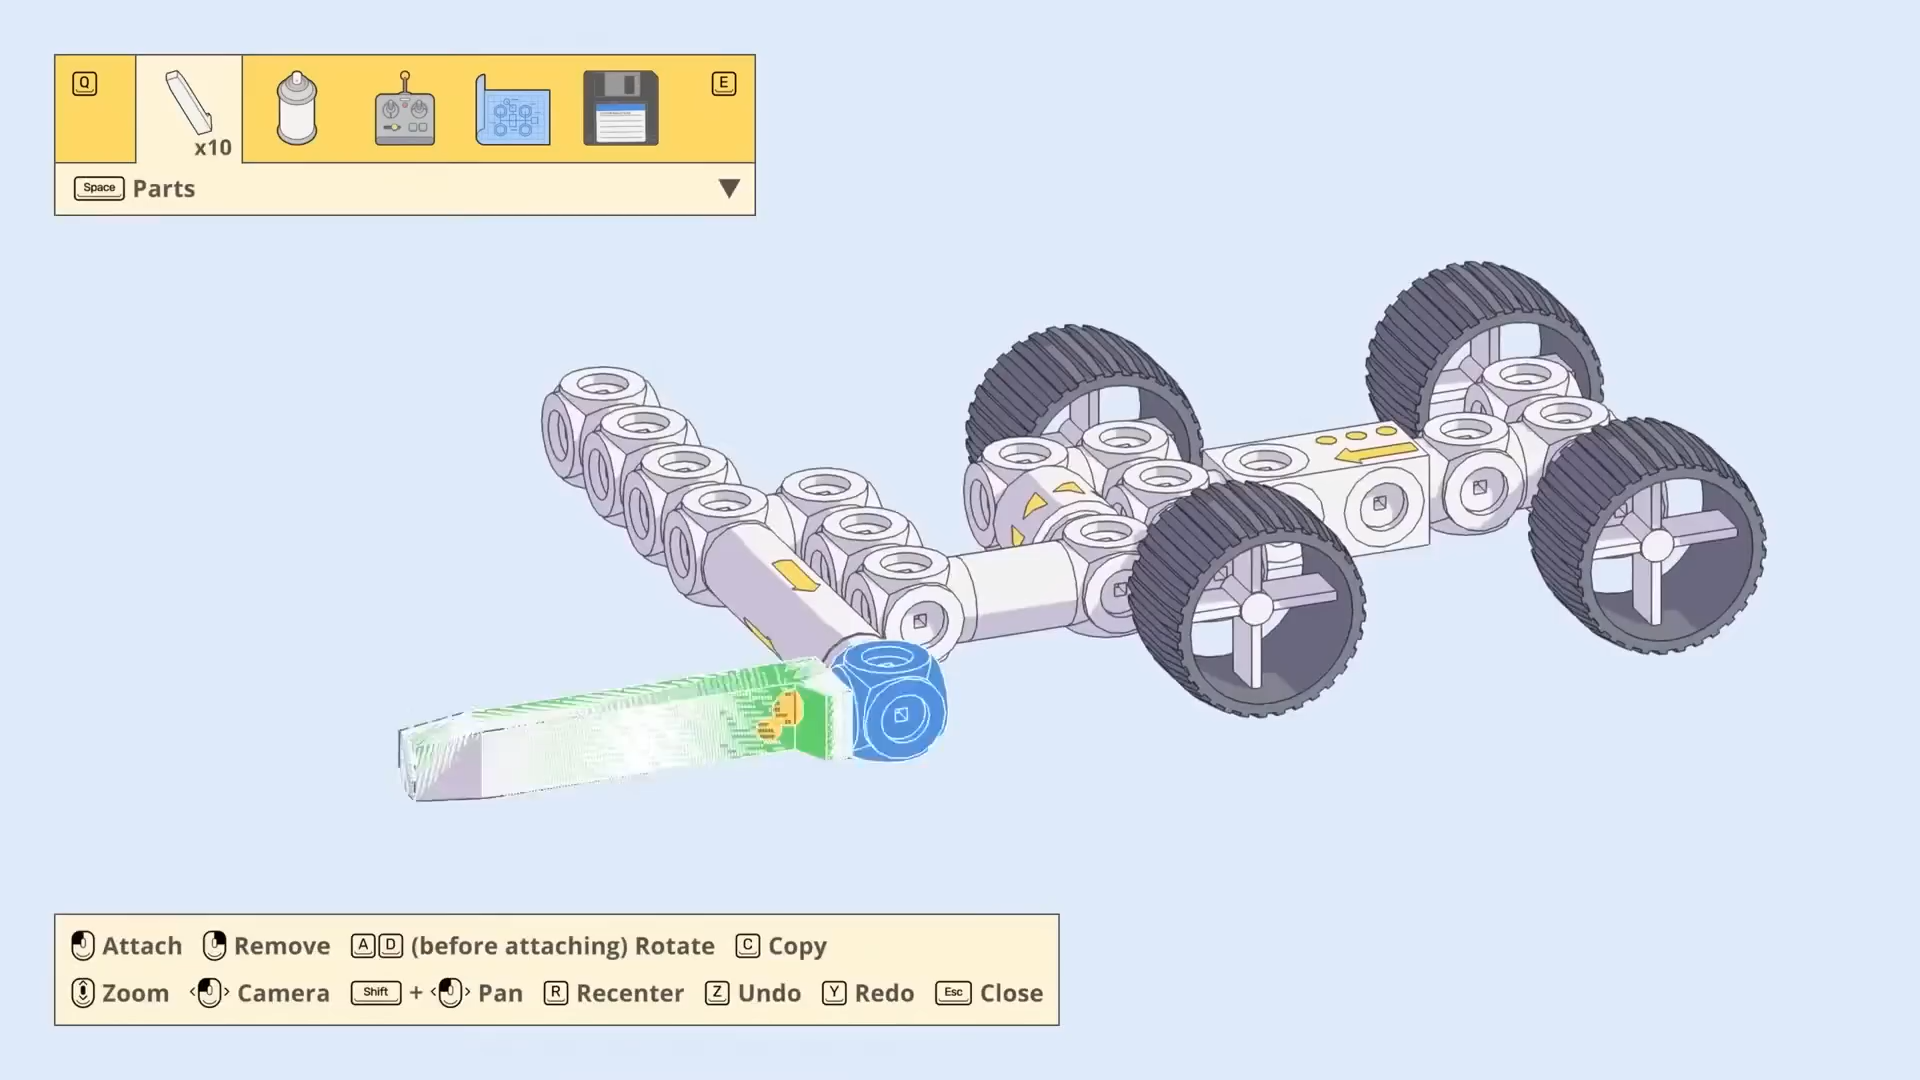 Q
x10
E
Space Parts
Attach Remove A D (before attaching) Rotate C Copy
Zoom Camera Shift + Pan R Recenter Z Undo Y Redo Esc Close